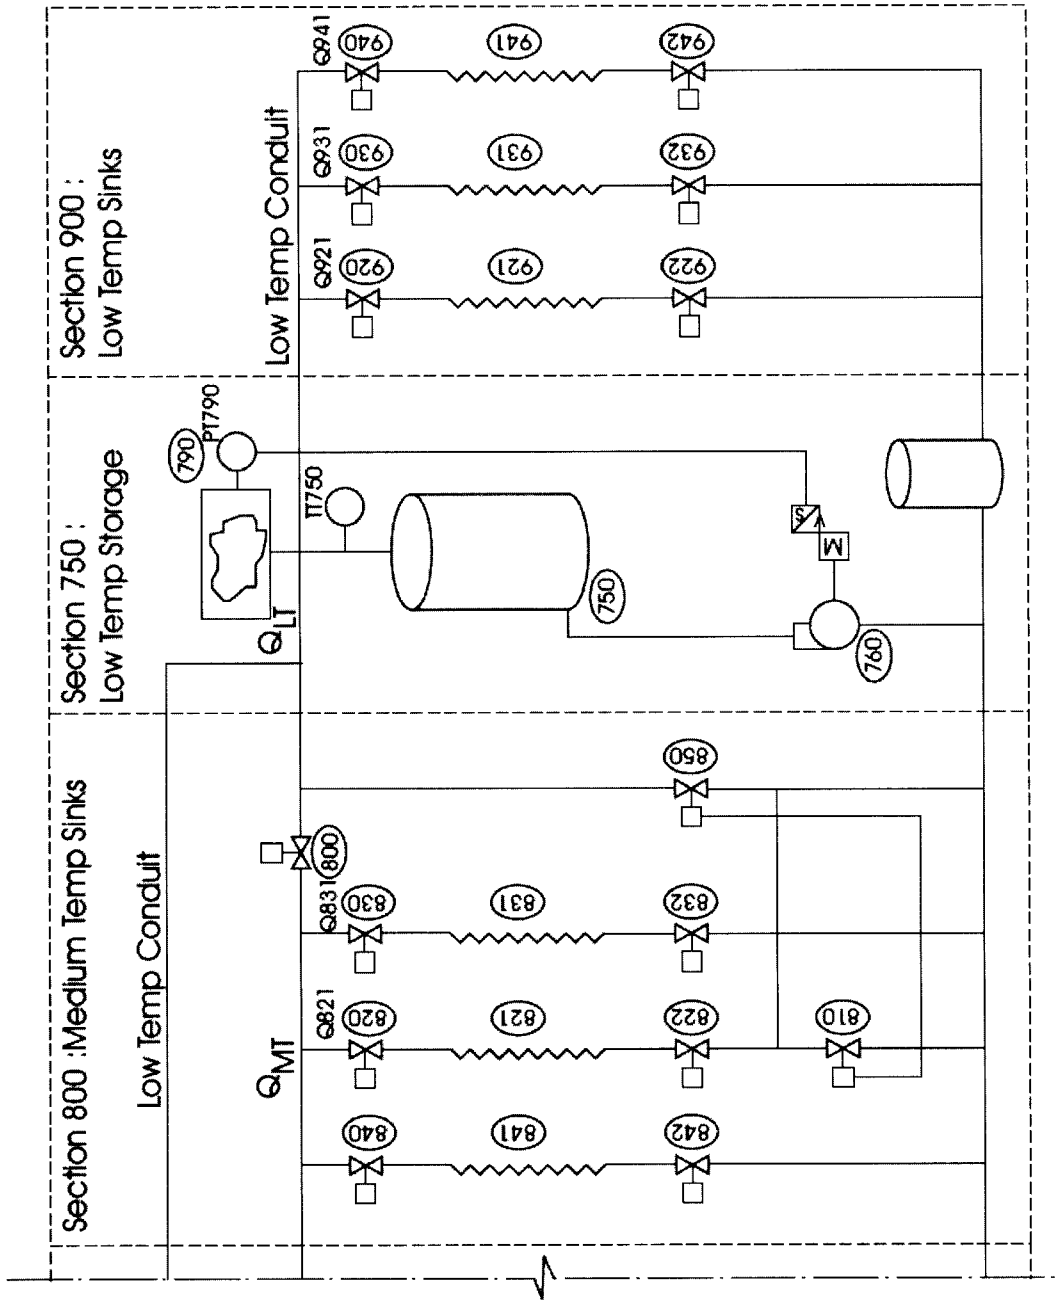 Section 900 :
Low Temp Sinks
Low Temp Conduit
Q941
940
941
942
Q931
930
931
932
Q921
920
921
922
Section 750 :
Low Temp Storage
790
PT790
TT750
QLT
750
$
M
760
Section 800 :Medium Temp Sinks
Low Temp Conduit
850
800
Q831
830
831
832
QMT
Q821
820
821
822
810
840
841
842